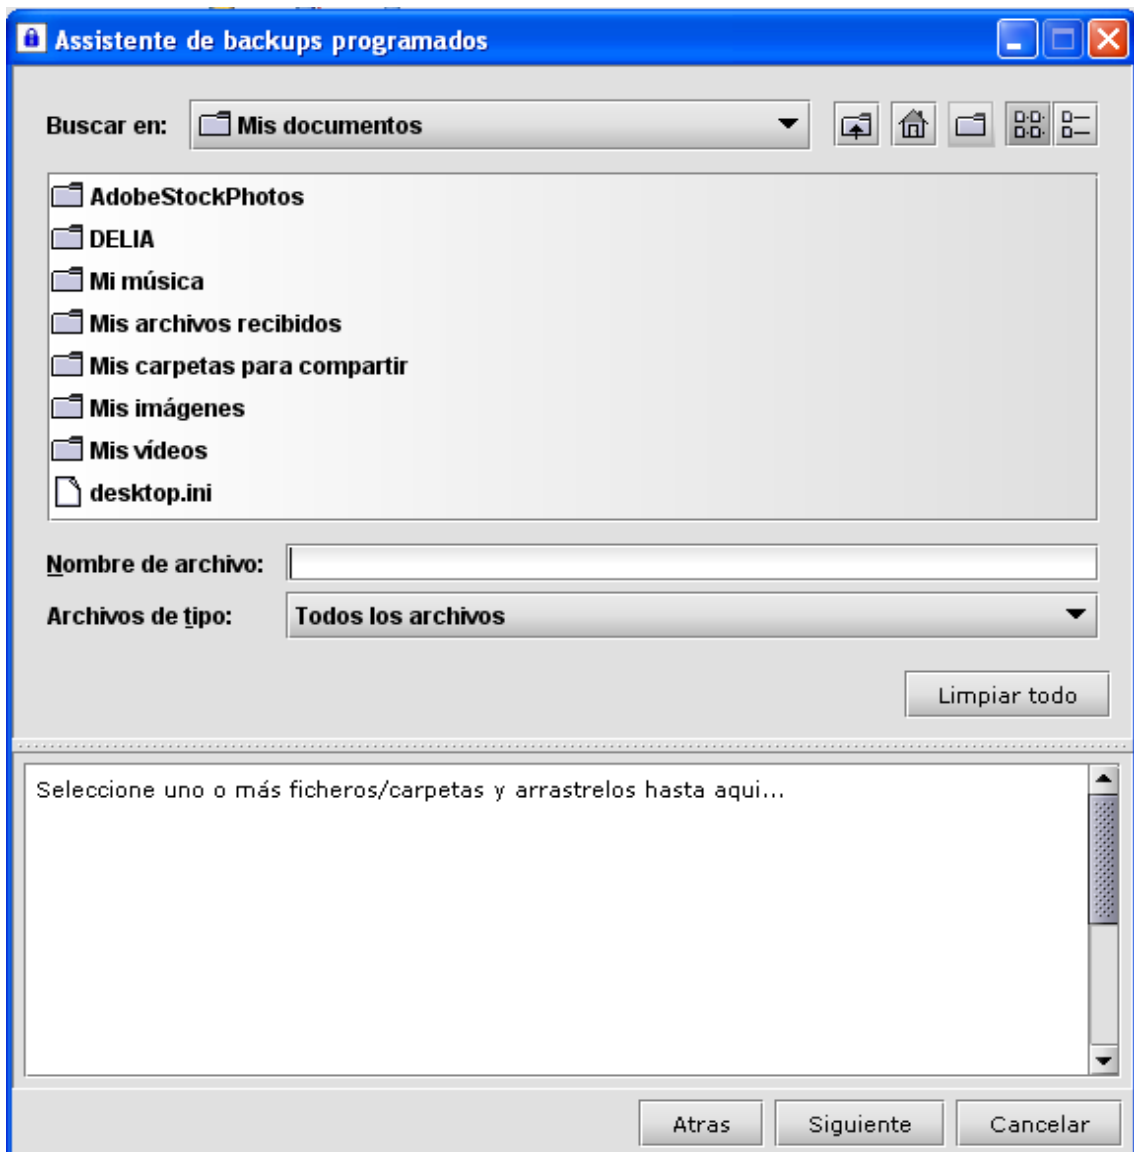 Assistente de backups programados
Buscar en: Mis documentos
AdobeStockPhotos
DELIA
Mi música
Mis archivos recibidos
Mis carpetas para compartir
Mis imágenes
Mis vídeos
desktop.ini
Nombre de archivo:
Archivos de tipo: Todos los archivos
Limpiar todo
Seleccione uno o más ficheros/carpetas y arrastrelos hasta aqui...
Atras Siguiente Cancelar